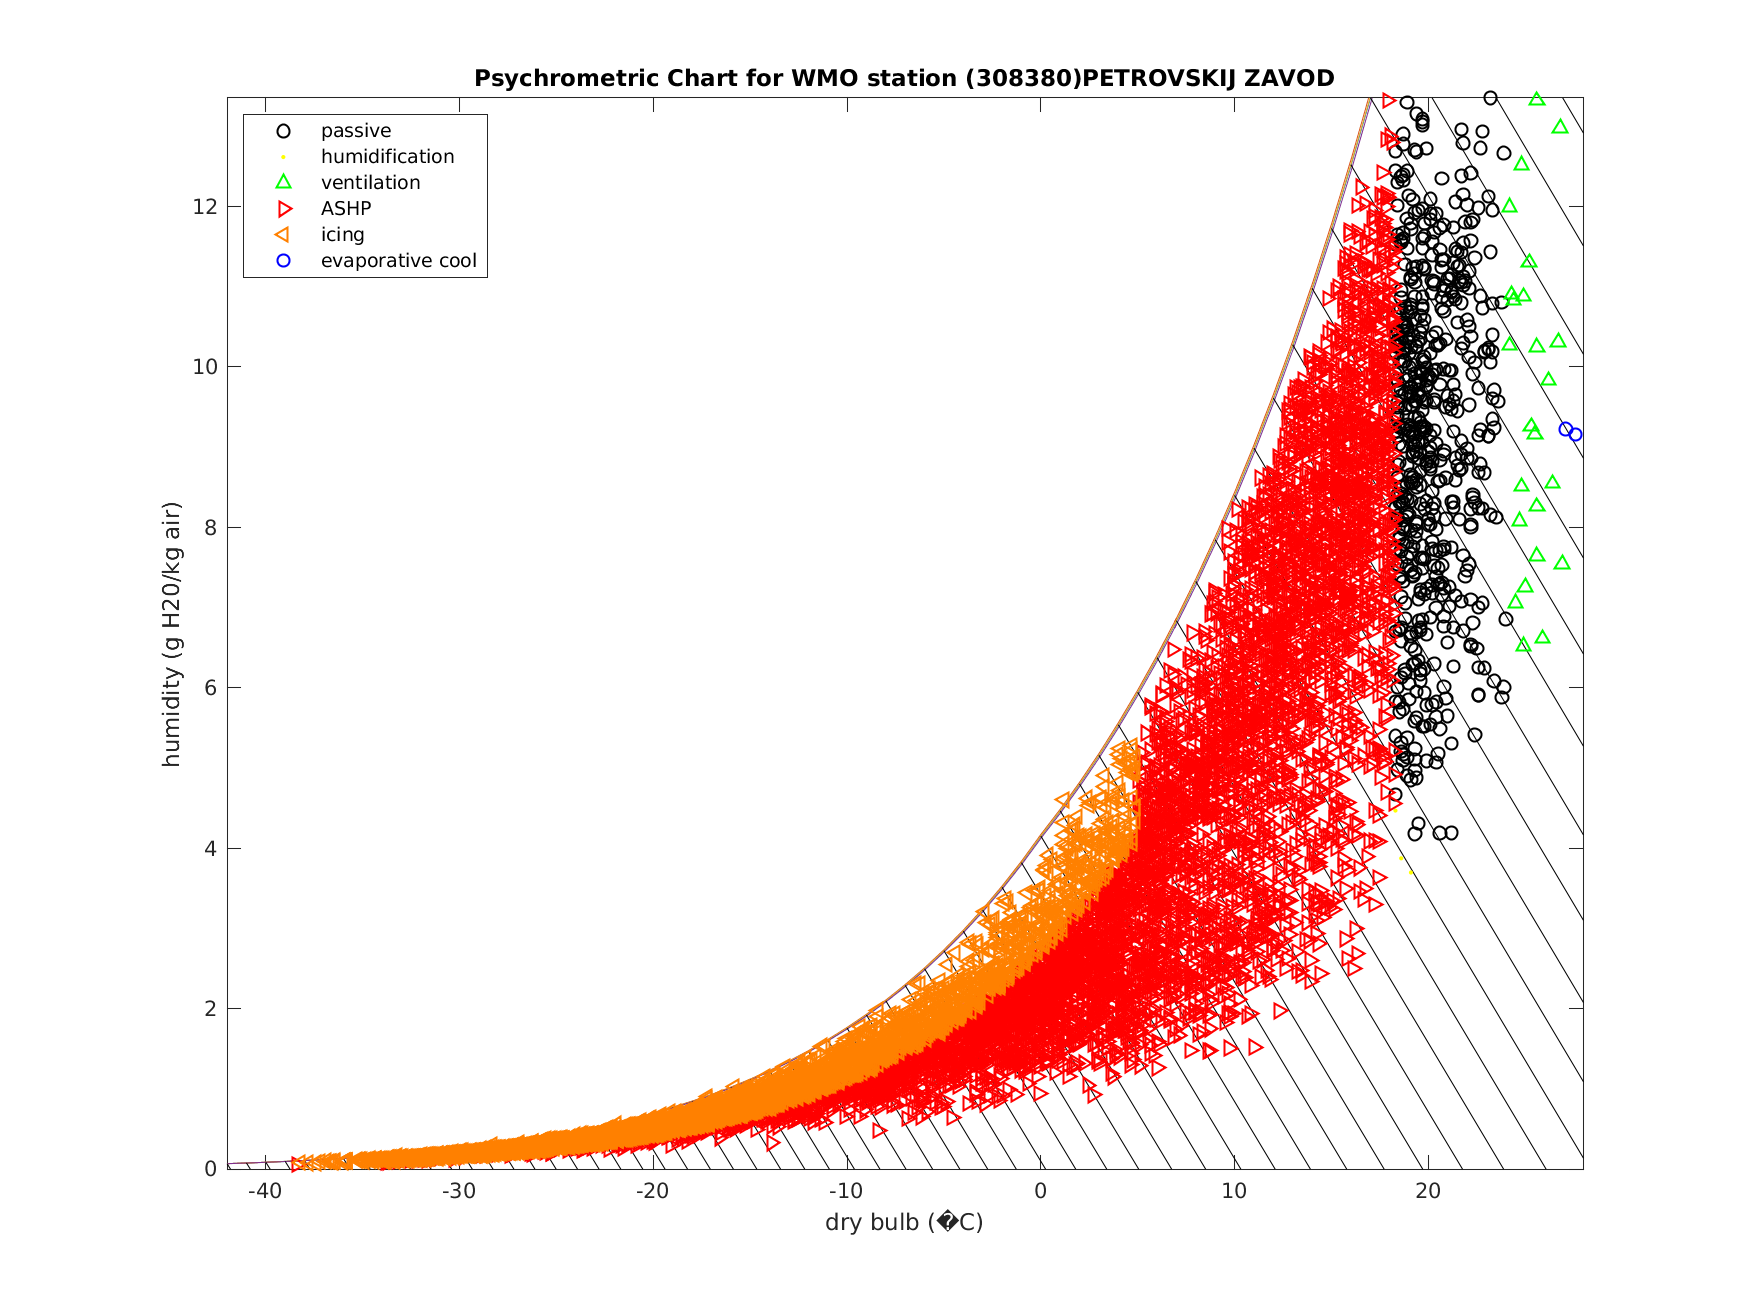 Psychrometric Chart for WMO station (308380)PETROVSKIJ ZAVOD
passive
humidification
ventilation
ASHP
icing
evaporative cool
humidity (g H20/kg air)
12
10
8
6
4
2
0
-40 -30 -20 -10 0 10 20
dry bulb (�C)